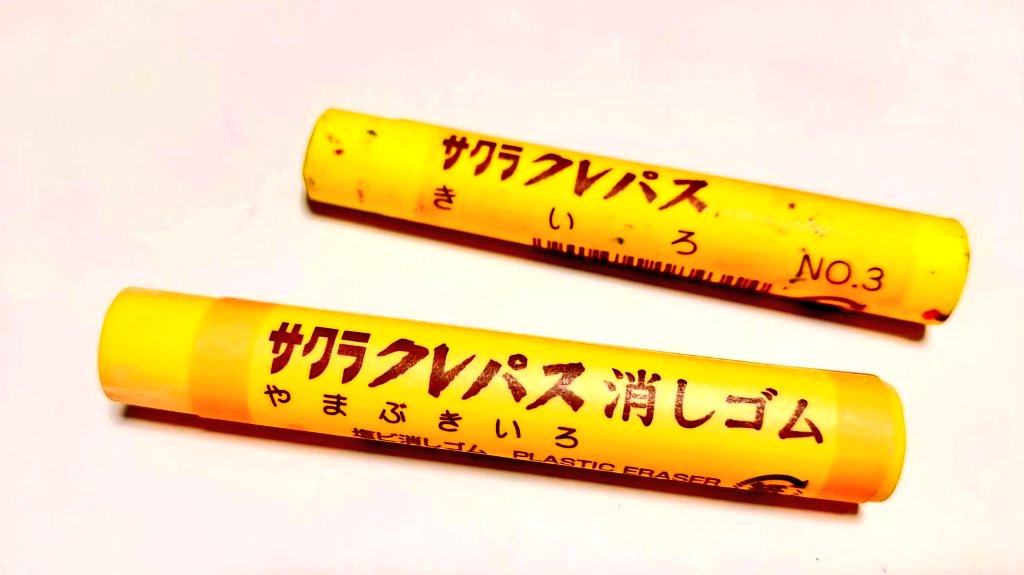 サクラクレパス
きいろ
NO.3
サクラクレパス消しゴム
やまぶきいろ
塩ビ消しゴム PLASTIC ERASER